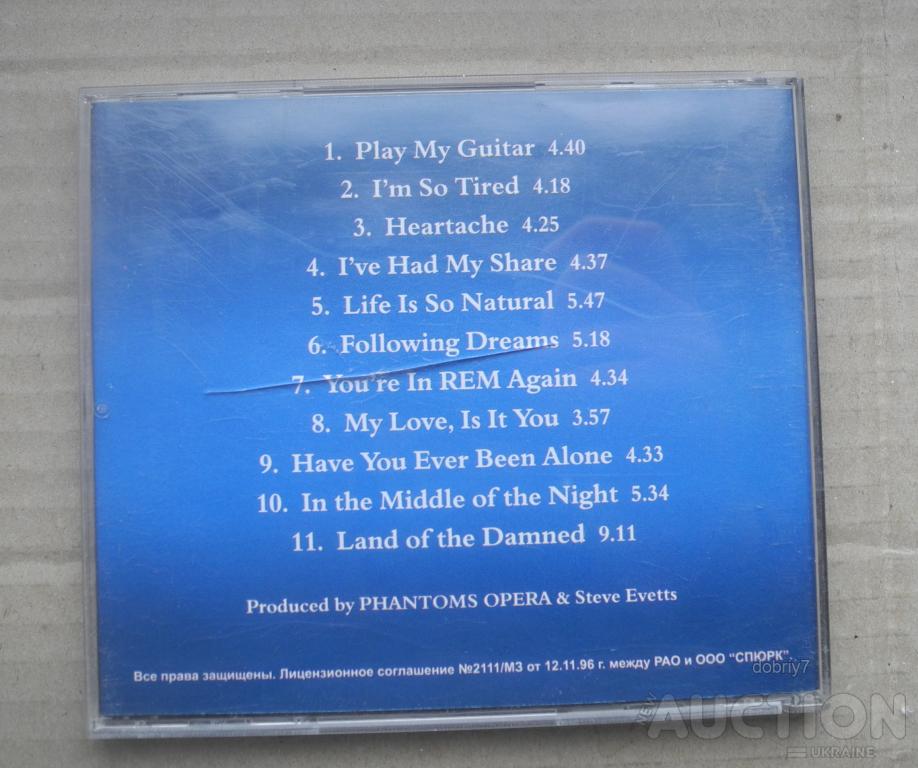 1. Play My Guitar 4.40
2. I'm So Tired 4.18
3. Heartache 4.25
4. I've Had My Share 4.37
5. Life Is So Natural 5.47
6. Following Dreams 5.18
7. You're In REM Again 4.34
8. My Love, Is It You 3.57
9. Have You Ever Been Alone 4.33
10. In the Middle of the Night 5.34
11. Land of the Damned 9.11
Produced by PHANTOMS OPERA & Steve Evetts
Все права защищены. Лицензионное соглашение №2111/МЗ от 12.11.96 г. между РАО и ООО "СПЮРК".
dobriy7
NEW AUCTION
UKRAINE